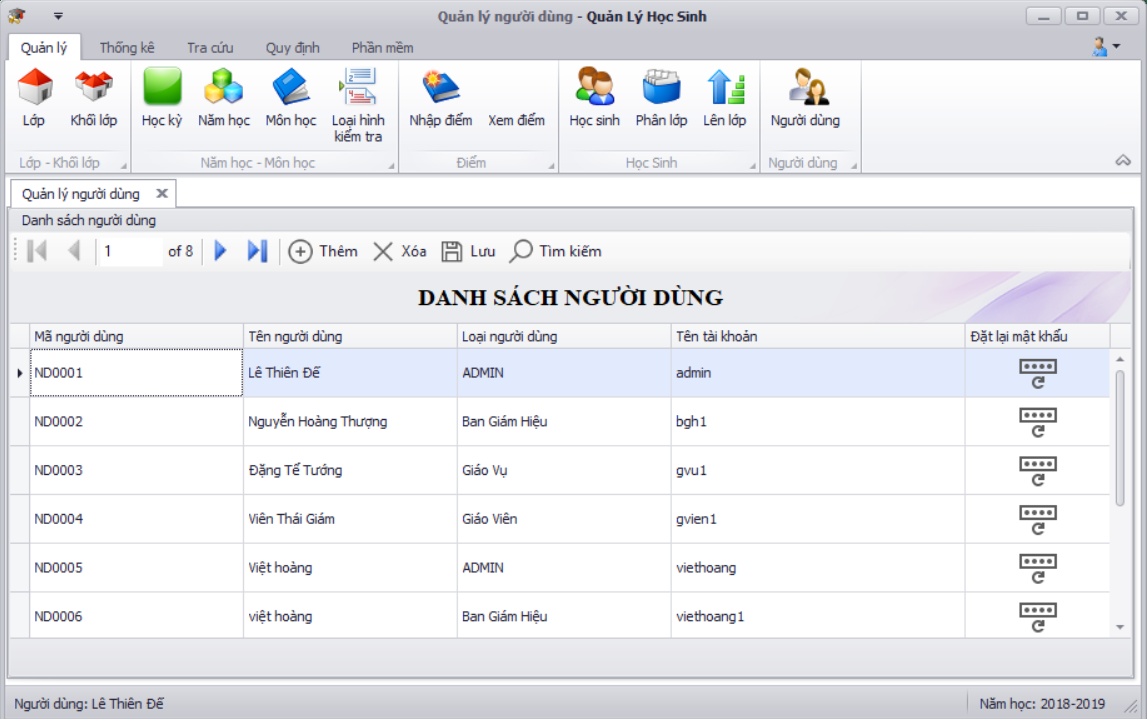 Quản lý người dùng - Quản Lý Học Sinh
Quản lý Thống kê Tra cứu Quy định Phần mềm
Lớp Khối lớp Học kỳ Năm học Môn học Loại hình kiểm tra Nhập điểm Xem điểm Học sinh Phân lớp Lên lớp Người dùng
Lớp - Khối lớp Năm học - Môn học Điểm Học Sinh Người dùng
Quản lý người dùng
Danh sách người dùng
1 of 8 Thêm Xóa Lưu Tìm kiếm
DANH SÁCH NGƯỜI DÙNG
Mã người dùng Tên người dùng Loại người dùng Tên tài khoản Đặt lại mật khẩu
ND0001 Lê Thiên Đế ADMIN admin
ND0002 Nguyễn Hoàng Thượng Ban Giám Hiệu bgh1
ND0003 Đặng Tể Tướng Giáo Vụ gvu1
ND0004 Viên Thái Giám Giáo Viên gvien1
ND0005 Việt hoàng ADMIN viethoang
ND0006 việt hoàng Ban Giám Hiệu viethoang1
Người dùng: Lê Thiên Đế Năm học: 2018-2019